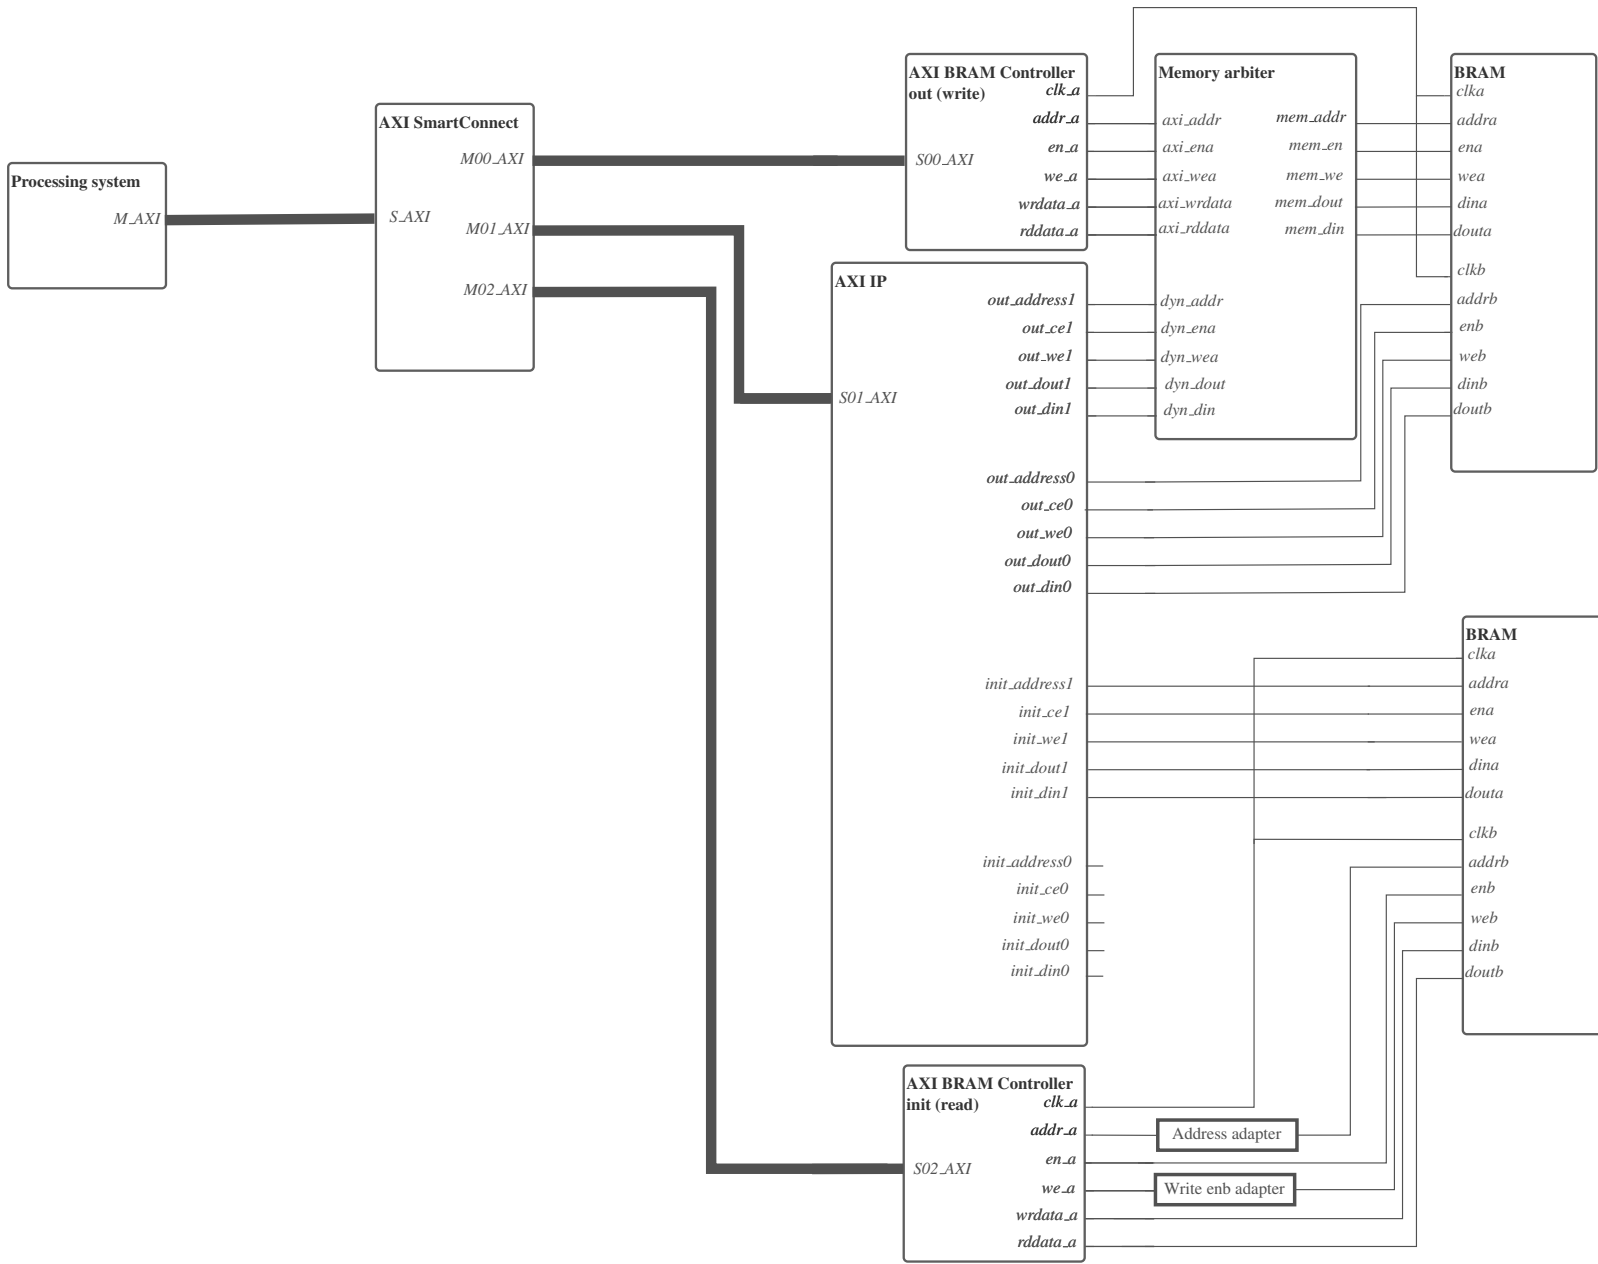 Processing system
M_AXI
AXI SmartConnect
S_AXI
M00_AXI
M01_AXI
M02_AXI
AXI BRAM Controller
out (write)
S00_AXI
clk_a
addr_a
en_a
we_a
wrdata_a
rddata_a
Memory arbiter
axi_addr
axi_ena
axi_wea
axi_wrdata
axi_rddata
mem_addr
mem_en
mem_we
mem_dout
mem_din
dyn_addr
dyn_ena
dyn_wea
dyn_dout
dyn_din
BRAM
clka
addra
ena
wea
dina
douta
clkb
addrb
enb
web
dinb
doutb
AXI IP
S01_AXI
out_address1
out_ce1
out_we1
out_dout1
out_din1
out_address0
out_ce0
out_we0
out_dout0
out_din0
init_address1
init_ce1
init_we1
init_dout1
init_din1
init_address0
init_ce0
init_we0
init_dout0
init_din0
BRAM
clka
addra
ena
wea
dina
douta
clkb
addrb
enb
web
dinb
doutb
AXI BRAM Controller
init (read)
S02_AXI
clk_a
addr_a
en_a
we_a
wrdata_a
rddata_a
Address adapter
Write enb adapter